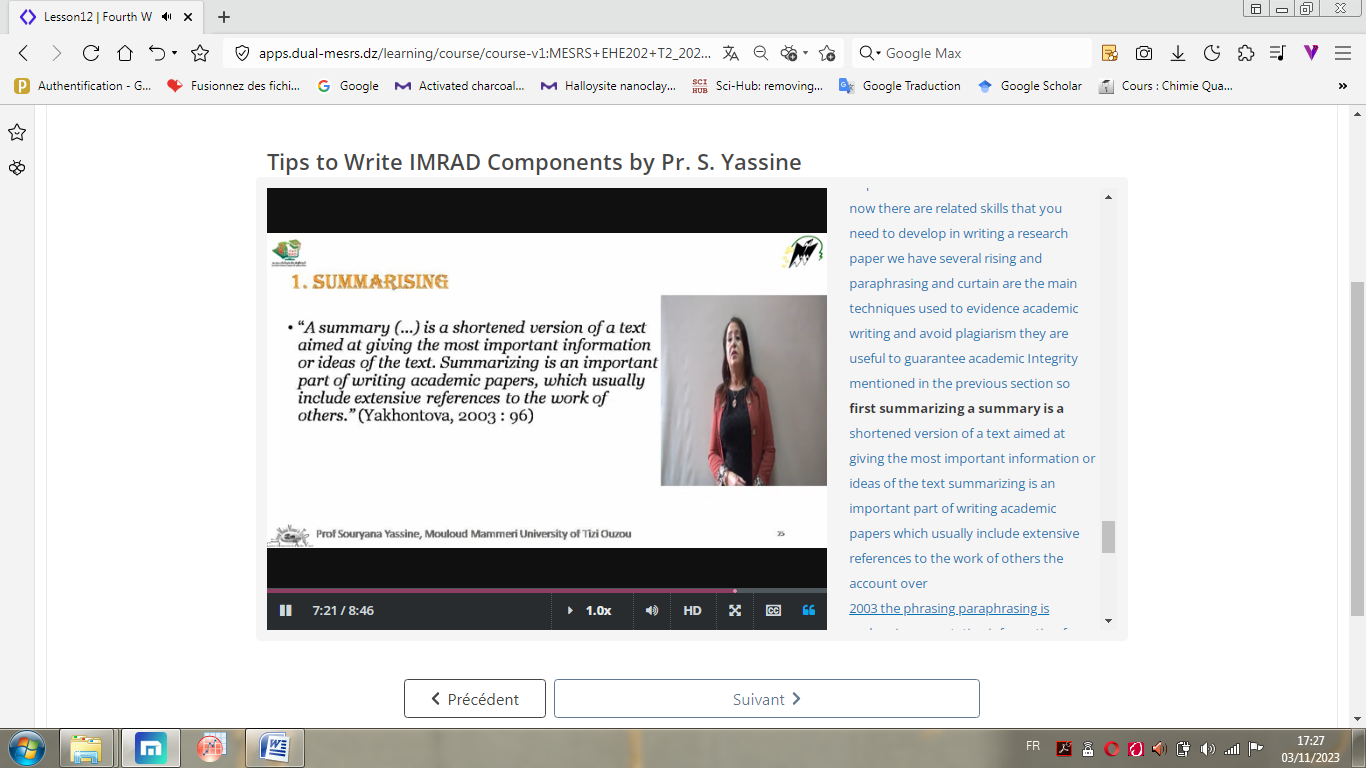 Lesson12 | Fourth W
apps.dual-mesrs.dz/learning/course/course-v1:MESRS+EHE202+T2_202...
Google Max
Authentification - G...
Fusionnez des fichi...
Google
Activated charcoal...
Halloysite nanoclay...
SCI HUB
Sci-Hub: removing...
Google Traduction
Google Scholar
Cours : Chimie Qua...
Tips to Write IMRAD Components by Pr. S. Yassine
1. SUMMARISING
• “A summary (...) is a shortened version of a text
aimed at giving the most important information
or ideas of the text. Summarizing is an important
part of writing academic papers, which usually
include extensive references to the work of
others.” (Yakhontova, 2003 : 96)
Prof Souryana Yassine, Mouloud Mammeri University of Tizi Ouzou
25
7:21 / 8:46
1.0x
HD
CC
now there are related skills that you
need to develop in writing a research
paper we have several rising and
paraphrasing and curtain are the main
techniques used to evidence academic
writing and avoid plagiarism they are
useful to guarantee academic Integrity
mentioned in the previous section so
first summarizing a summary is a
shortened version of a text aimed at
giving the most important information or
ideas of the text summarizing is an
important part of writing academic
papers which usually include extensive
references to the work of others the
account over
2003 the phrasing paraphrasing is
Précédent
Suivant
FR
17:27
03/11/2023